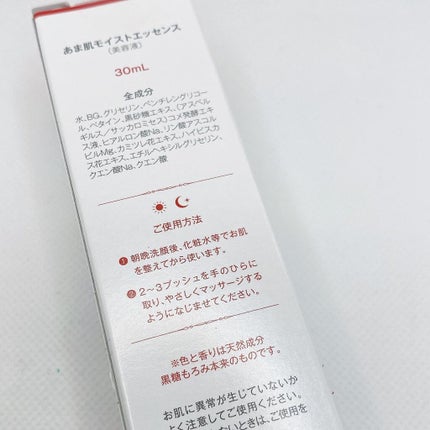 あま肌モイストエッセンス
（美容液）
30mL
全成分
水、BG、グリセリン、ペンチレングリコー
ル、ベタイン、黒砂糖エキス、（アスペル
ギルス／サッカロミセス）コメ発酵エキ
ス液、ヒアルロン酸Na、リン酸アスコル
ビルMg、カミツレ花エキス、ハイビスカ
ス花エキス、エチルヘキシルグリセリン、
クエン酸Na、クエン酸
ご使用方法
❶ 朝晩洗顔後、化粧水等でお肌
を整えてから使います。
❷ 2〜3プッシュを手のひらに
取り、やさしくマッサージする
ようになじませてください。
※色と香りは天然成分
黒糖もろみ本来のものです。
お肌に異常が生じていないか
よく注意してご使用ください。
ないときは、ご使用を